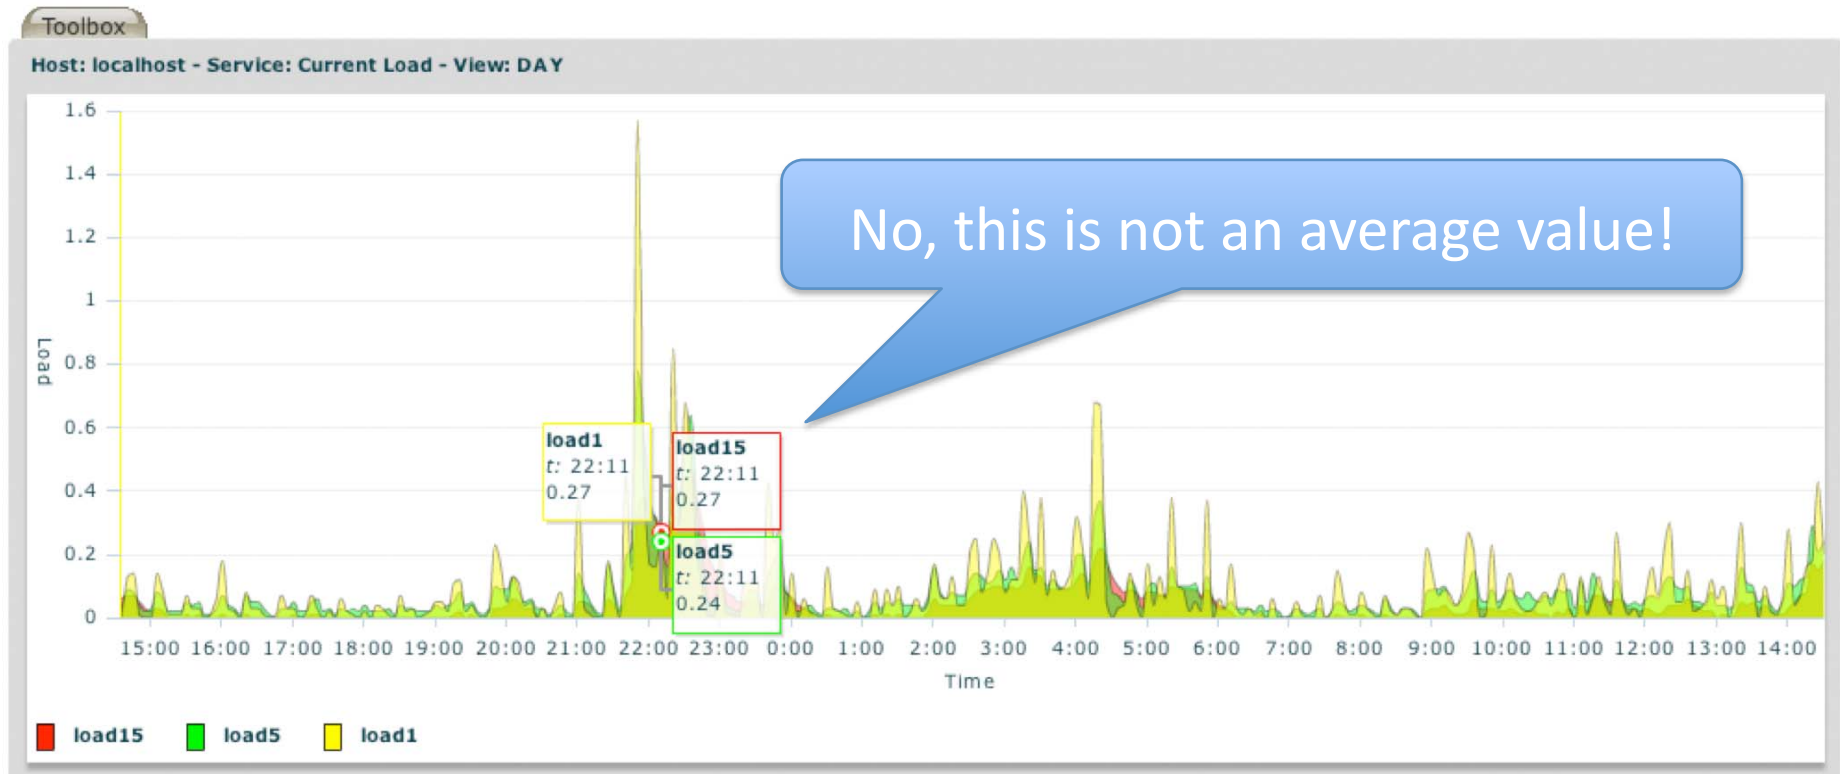 Toolbox
Host: localhost - Service: Current Load - View: DAY
1.6
1.4
1.2
1
0.8
0.6
0.4
0.2
0
Load
No, this is not an average value!
load1
t: 22:11
0.27
load15
t: 22:11
0.27
load5
t: 22:11
0.24
15:00 16:00 17:00 18:00 19:00 20:00 21:00 22:00 23:00 0:00 1:00 2:00 3:00 4:00 5:00 6:00 7:00 8:00 9:00 10:00 11:00 12:00 13:00 14:00
Time
load15 load5 load1